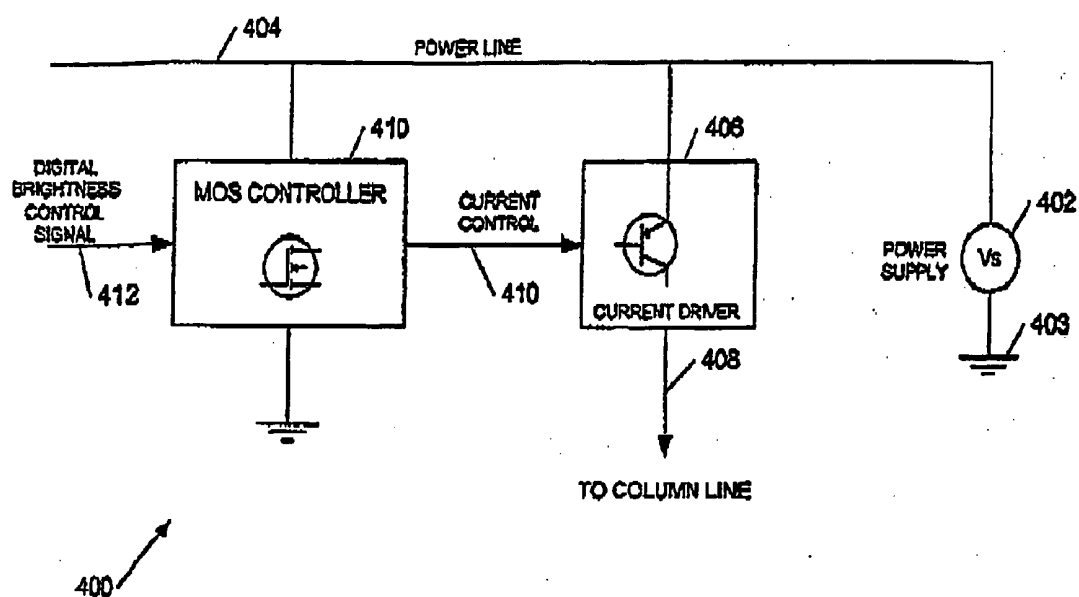 404
POWER LINE
410
406
DIGITAL
BRIGHTNESS
CONTROL
SIGNAL
MOS CONTROLLER
CURRENT
CONTROL
402
POWER
SUPPLY
Vs
412
410
CURRENT DRIVER
403
408
TO COLUMN LINE
400